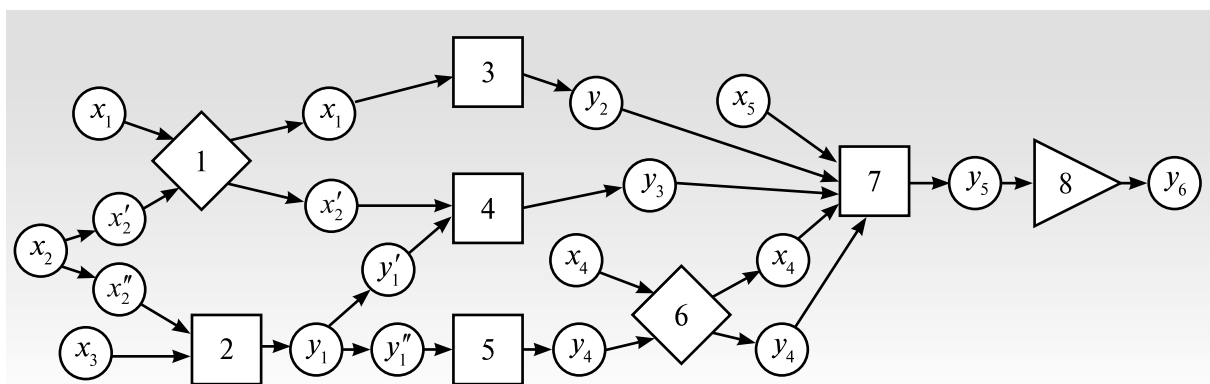 3
x₁
x₁
y₂
x₅
1
7
y₅
8
y₆
x₂′
x₂′
4
y₃
x₂
x₂″
y₁′
x₄
x₄
6
x₃
2
y₁
y₁″
5
y₄
y₄